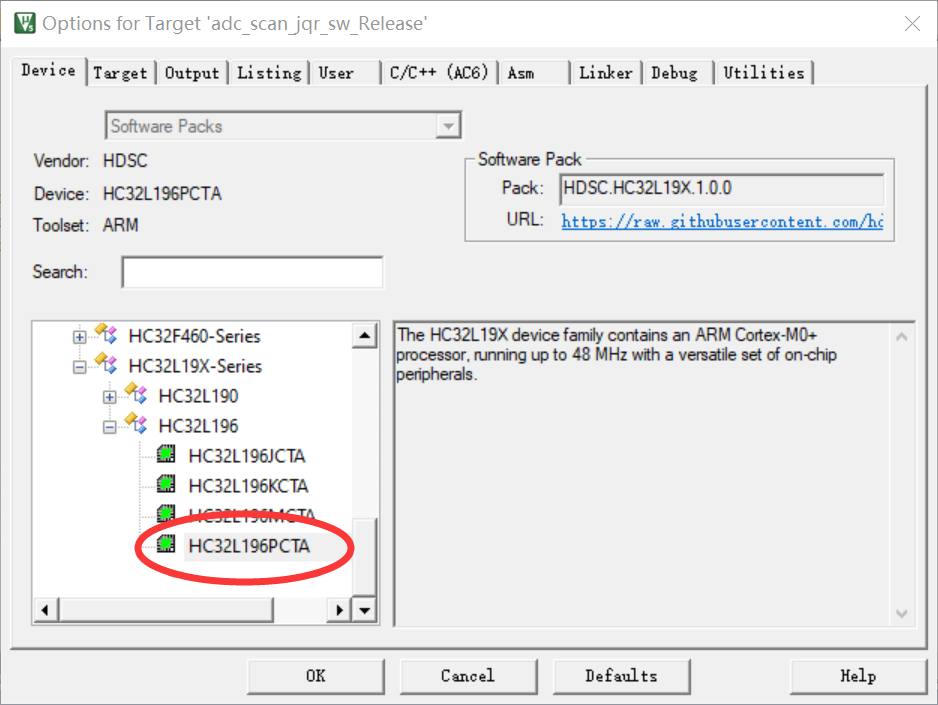 Options for Target 'adc_scan_jqr_sw_Release'
Device Target Output Listing User C/C++ (AC6) Asm Linker Debug Utilities
Software Packs
Vendor: HDSC
Device: HC32L196PCTA
Toolset: ARM
Search:
Software Pack
Pack: HDSC.HC32L19X.1.0.0
URL: https://raw.githubusercontent.com/hd
HC32F460-Series
HC32L19X-Series
HC32L190
HC32L196
HC32L196JCTA
HC32L196KCTA
HC32L196MCTA
HC32L196PCTA
The HC32L19X device family contains an ARM Cortex-M0+
processor, running up to 48 MHz with a versatile set of on-chip
peripherals.
OK Cancel Defaults Help